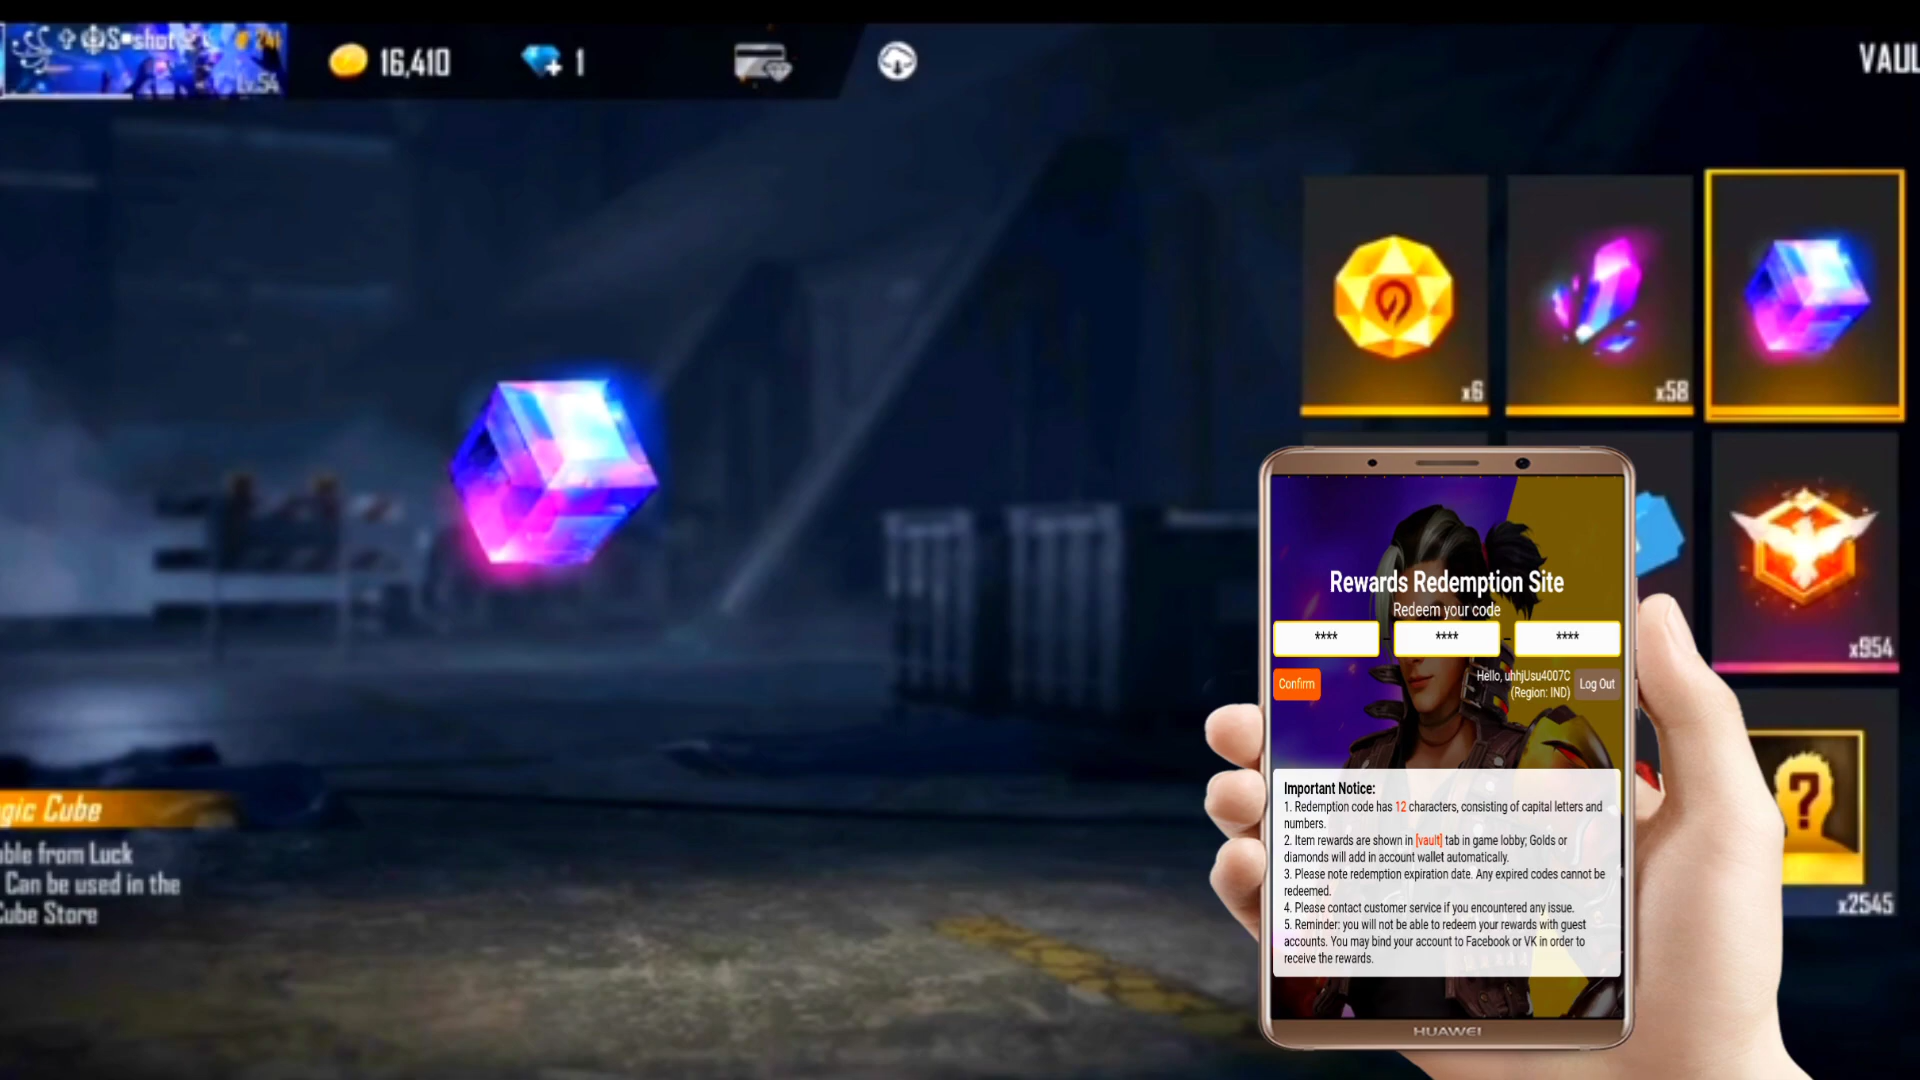 S•shot
241
Lv.54
16,410
1
VAUL
x6
x58
x954
x2545
gic Cube
ble from Luck
Can be used in the
Cube Store
Rewards Redemption Site
Redeem your code
**** - **** - ****
Confirm
Hello, uhhjUsu4007C
(Region: IND)
Log Out
Important Notice:
1. Redemption code has 12 characters, consisting of capital letters and
numbers.
2. Item rewards are shown in [vault] tab in game lobby; Golds or
diamonds will add in account wallet automatically.
3. Please note redemption expiration date. Any expired codes cannot be
redeemed.
4. Please contact customer service if you encountered any issue.
5. Reminder: you will not be able to redeem your rewards with guest
accounts. You may bind your account to Facebook or VK in order to
receive the rewards.
HUAWEI